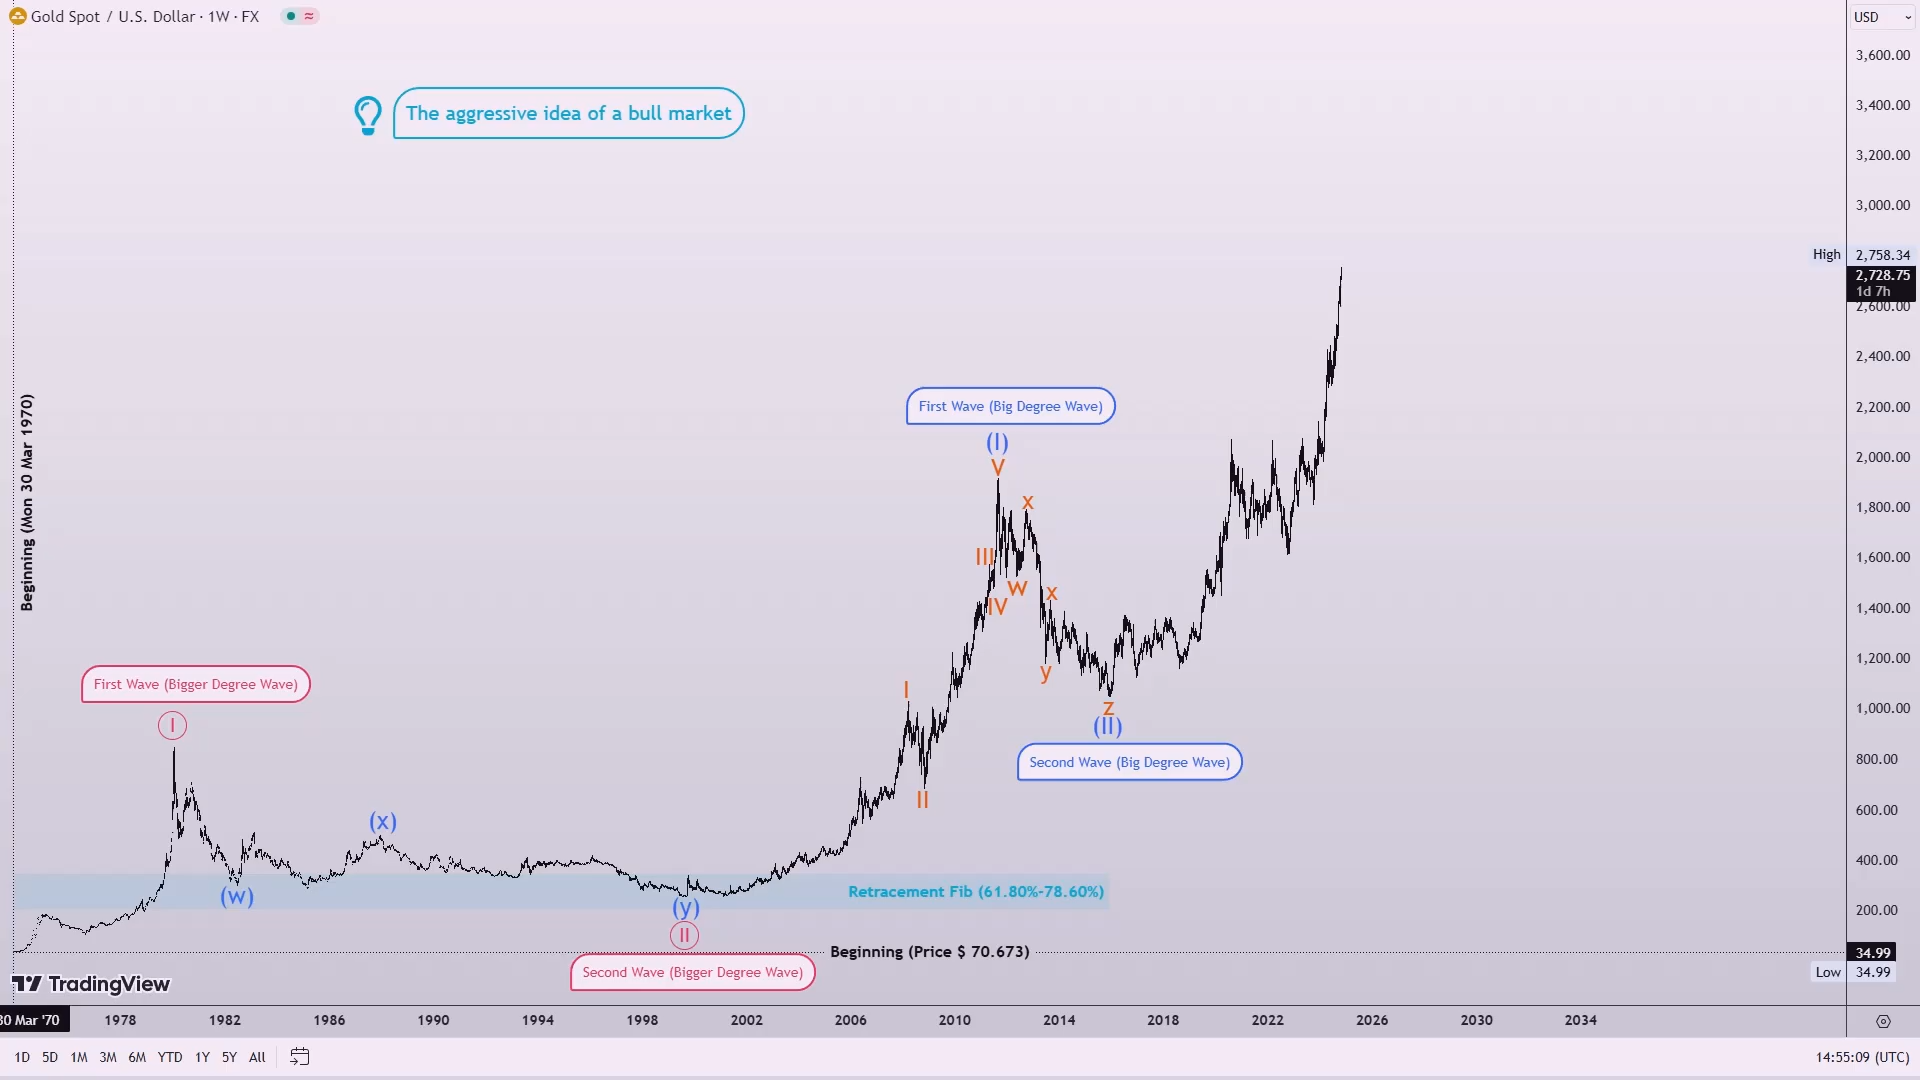 Gold Spot / U.S. Dollar · 1W · FX
USD
3,600.00
The aggressive idea of a bull market
3,400.00
3,200.00
3,000.00
High 2,758.34
2,728.75
1d 7h
2,600.00
2,400.00
First Wave (Big Degree Wave)
2,200.00
(I)
V
2,000.00
x
1,800.00
III
1,600.00
W
x
IV
1,400.00
Beginning (Mon 30 Mar 1970)
First Wave (Bigger Degree Wave)
y
1,200.00
I
I
z
(II)
1,000.00
Second Wave (Big Degree Wave)
800.00
II
600.00
(x)
400.00
(w)
Retracement Fib (61.80%-78.60%)
(y)
200.00
II
Beginning (Price $ 70.673)
34.99
Second Wave (Bigger Degree Wave)
Low 34.99
TradingView
30 Mar '70 1978 1982 1986 1990 1994 1998 2002 2006 2010 2014 2018 2022 2026 2030 2034
1D 5D 1M 3M 6M YTD 1Y 5Y All
14:55:09 (UTC)